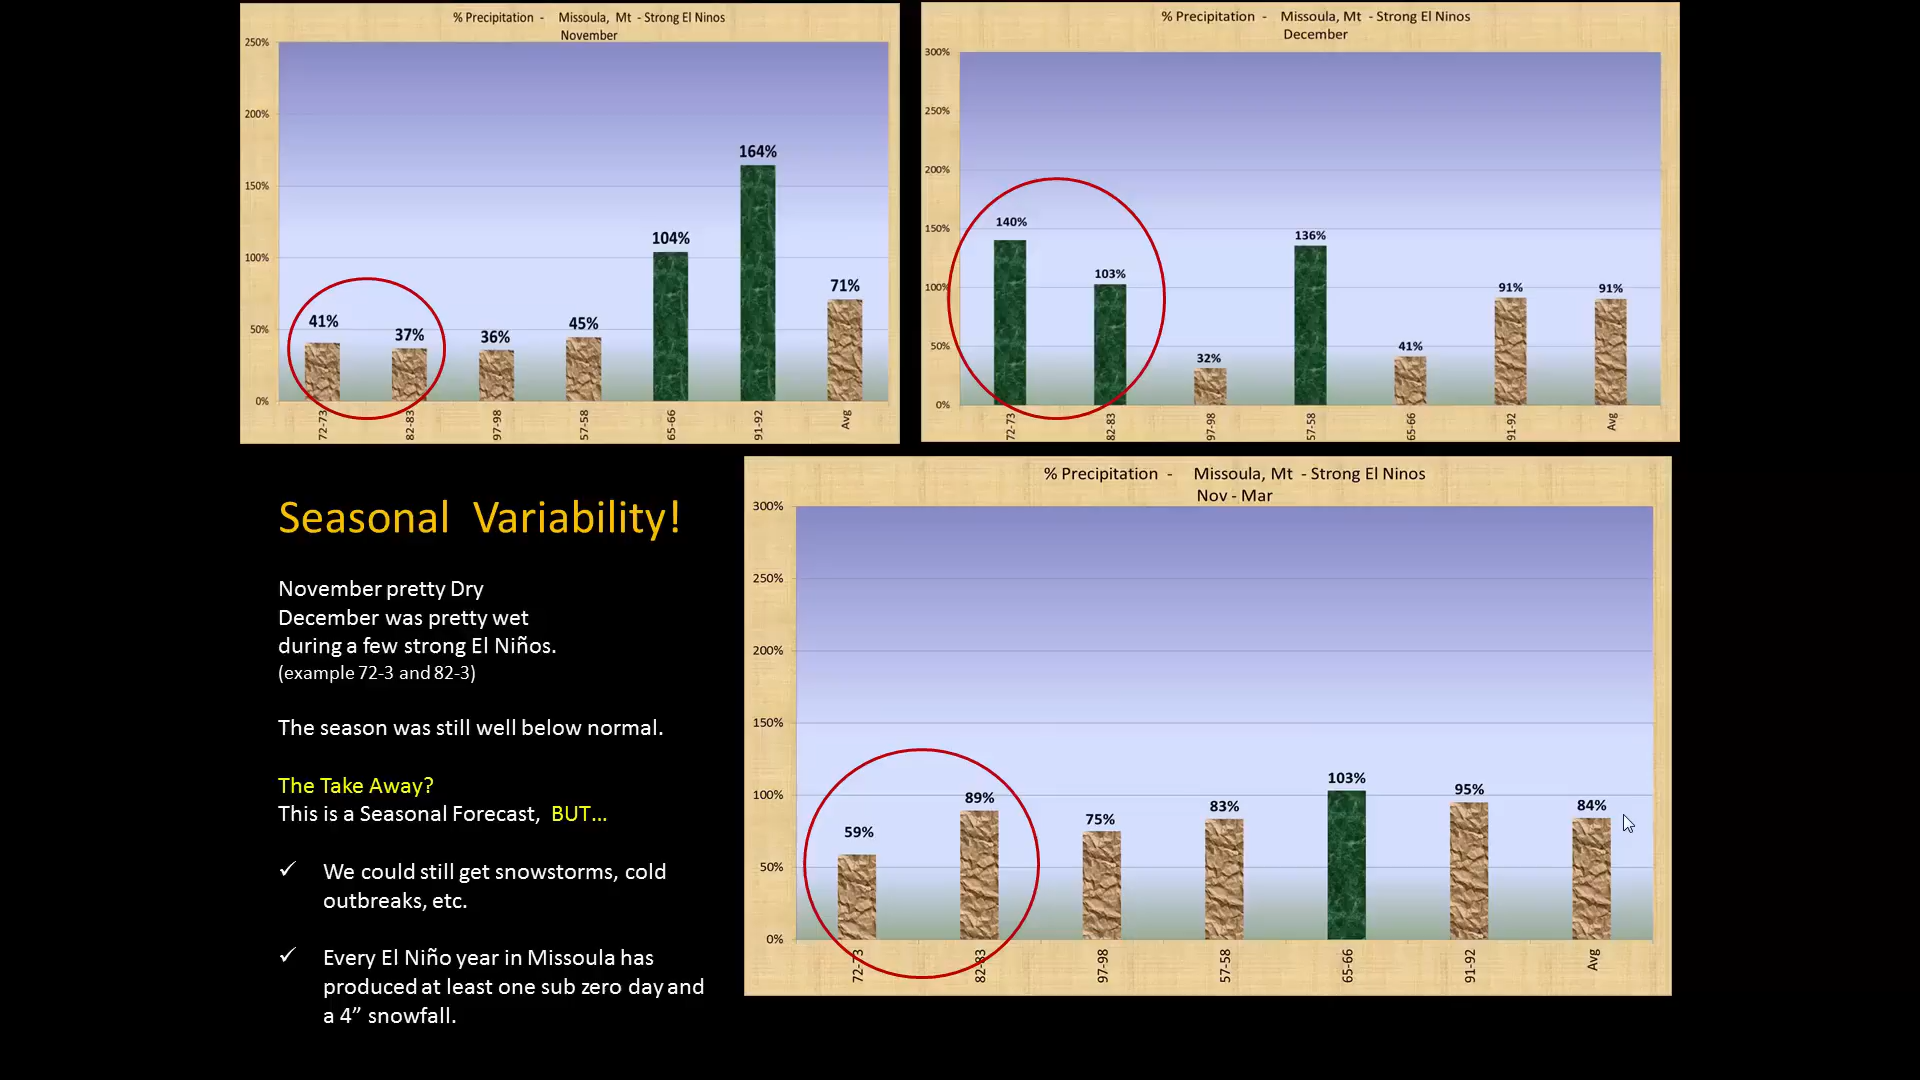 % Precipitation - Missoula, Mt - Strong El Ninos
November
250%
200%
150%
100%
50%
0%
41%
37%
36%
45%
104%
164%
71%
72-73
82-83
97-98
57-58
65-66
91-92
Avg
% Precipitation - Missoula, Mt - Strong El Ninos
December
300%
250%
200%
150%
100%
50%
0%
140%
103%
32%
136%
41%
91%
91%
72-73
82-83
97-98
57-58
65-66
91-92
Avg
Seasonal Variability!
November pretty Dry
December was pretty wet
during a few strong El Niños.
(example 72-3 and 82-3)
The season was still well below normal.
The Take Away?
This is a Seasonal Forecast, BUT...
✓ We could still get snowstorms, cold
outbreaks, etc.
✓ Every El Niño year in Missoula has
produced at least one sub zero day and
a 4” snowfall.
% Precipitation - Missoula, Mt - Strong El Ninos
Nov - Mar
300%
250%
200%
150%
100%
50%
0%
59%
89%
75%
83%
103%
95%
84%
72-73
82-83
97-98
57-58
65-66
91-92
Avg